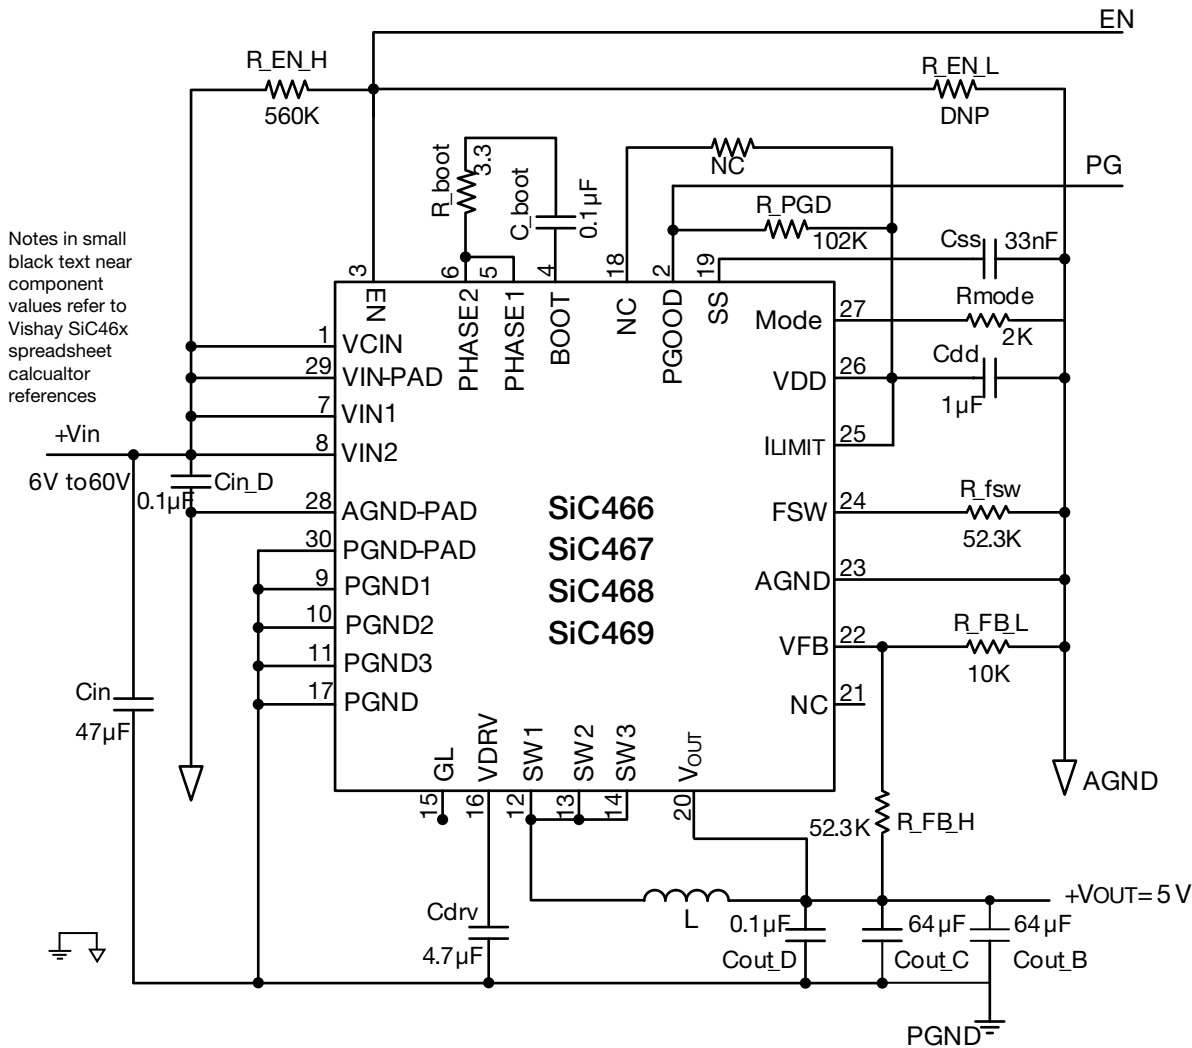 EN
R_EN_H
560K
R_EN_L
DNP
R_boot
3.3
C_boot
0.1µF
NC
PG
R_PGD
102K
Css
33nF
Notes in small
black text near
component
values refer to
Vishay SiC46x
spreadsheet
calcualtor
references
3
6
5
4
18
2
19
EN
PHASE2
PHASE1
BOOT
NC
PGOOD
SS
Mode
27
Rmode
2K
1
VCIN
29
VIN-PAD
7
VIN1
8
VIN2
VDD
26
Cdd
1µF
ILIMIT
25
+Vin
6V to60V
0.1µF
Cin_D
28
AGND-PAD
30
PGND-PAD
9
PGND1
10
PGND2
11
PGND3
17
PGND
SiC466
SiC467
SiC468
SiC469
FSW
24
R_fsw
52.3K
AGND
23
VFB
22
R_FB_L
10K
NC
21
Cin
47µF
GL
VDRV
SW1
SW2
SW3
VOUT
15
16
12
13
14
20
AGND
52.3K
R_FB_H
+VOUT=5 V
L
Cdrv
4.7µF
0.1µF
Cout_D
64µF
Cout_C
64µF
Cout_B
PGND